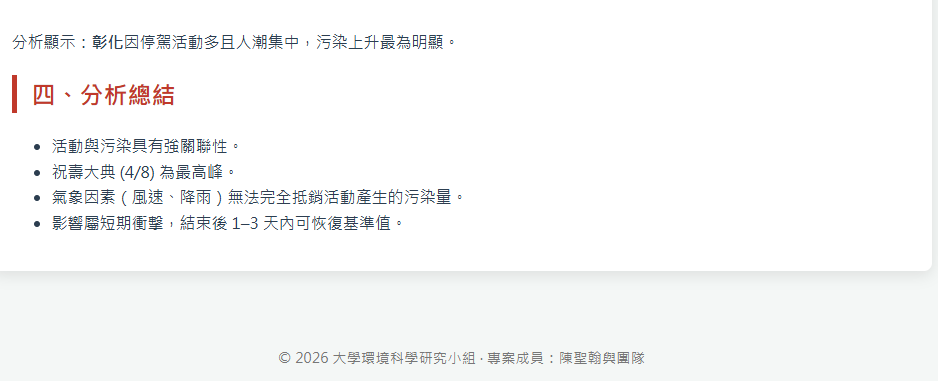 分析顯示：彰化因停駕活動多且人潮集中，污染上升最為明顯。
四、分析總結
• 活動與污染具有強關聯性。
• 祝壽大典 (4/8) 為最高峰。
• 氣象因素（風速、降雨）無法完全抵銷活動產生的污染量。
• 影響屬短期衝擊，結束後 1–3 天內可恢復基準值。
© 2026 大學環境科學研究小組 · 專案成員：陳聖翰與團隊